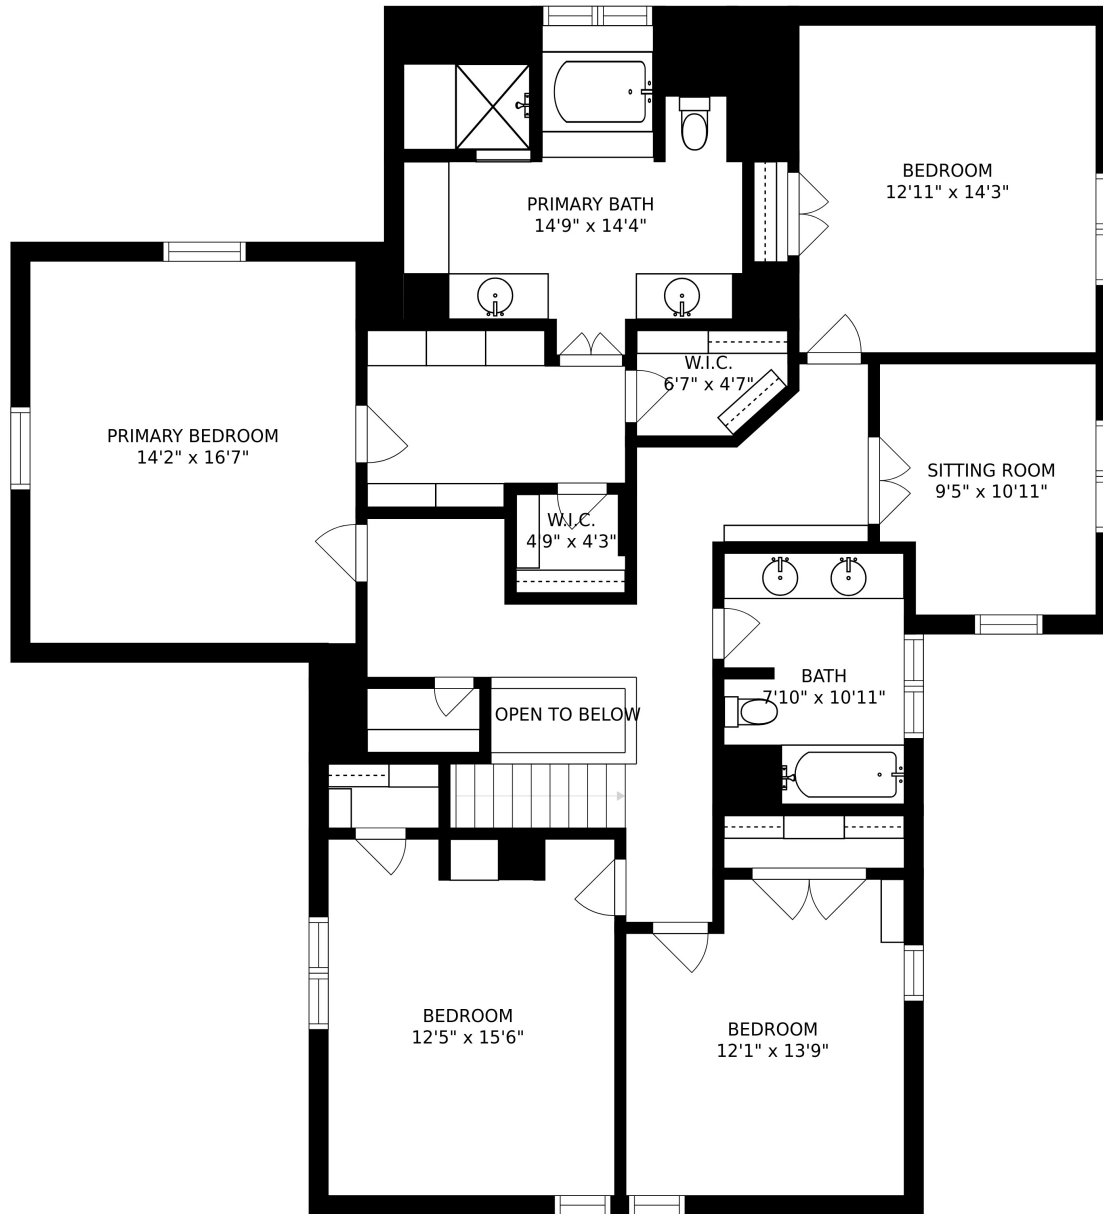 BEDROOM
12'11" x 14'3"
PRIMARY BATH
14'9" x 14'4"
W.I.C.
6'7" x 4'7"
PRIMARY BEDROOM
14'2" x 16'7"
SITTING ROOM
9'5" x 10'11"
W.I.C.
4'9" x 4'3"
BATH
7'10" x 10'11"
OPEN TO BELOW
BEDROOM
12'5" x 15'6"
BEDROOM
12'1" x 13'9"